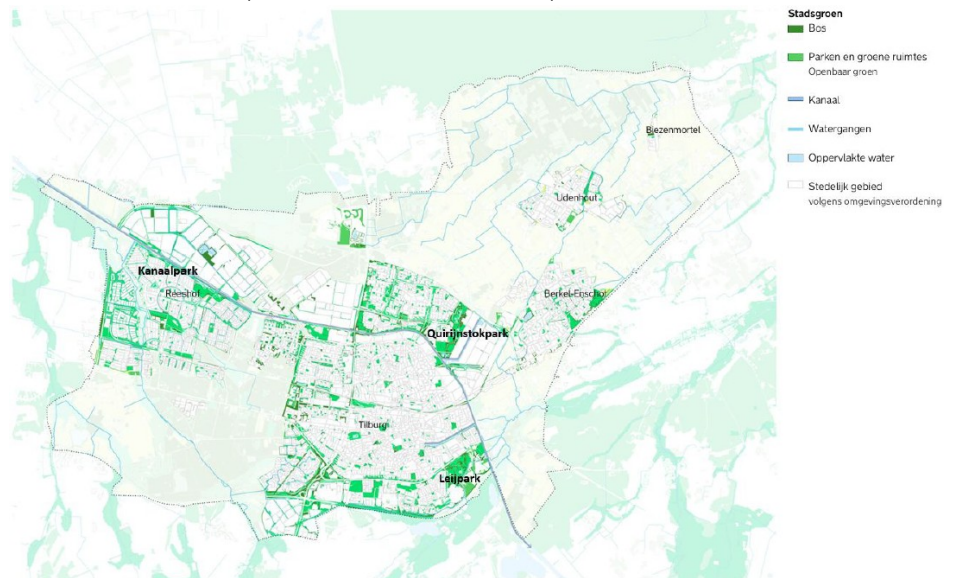 Stadsgroen
Bos
Parken en groene ruimtes
Openbaar groen
Kanaal
Watergangen
Oppervlakte water
Stedelijk gebied
volgens omgevingsverordening
Biezenmortel
Udenhout
Kanaalpark
Reeshof
Berkel-Enschot
Quirijnstokpark
Tilburg
Leijpark